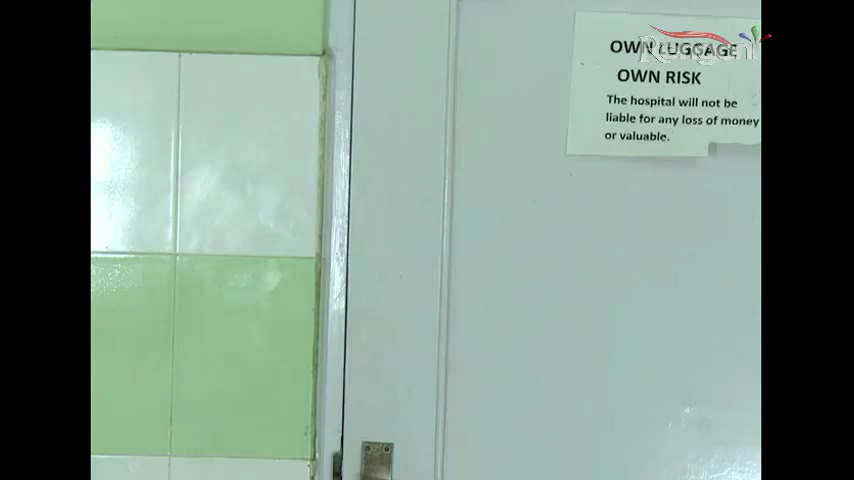 OWN LUGGAGE
OWN RISK
The hospital will not be
liable for any loss of money
or valuable.